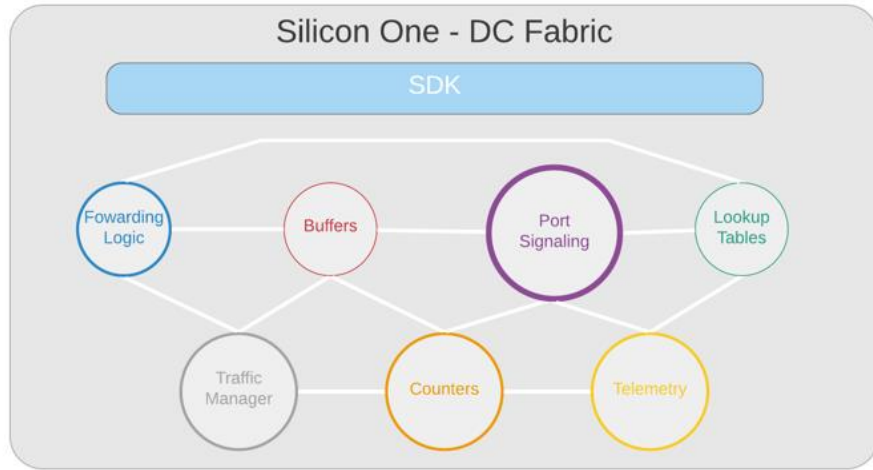 Silicon One - DC Fabric
SDK
Fowarding
Logic
Buffers
Port
Signaling
Lookup
Tables
Traffic
Manager
Counters
Telemetry